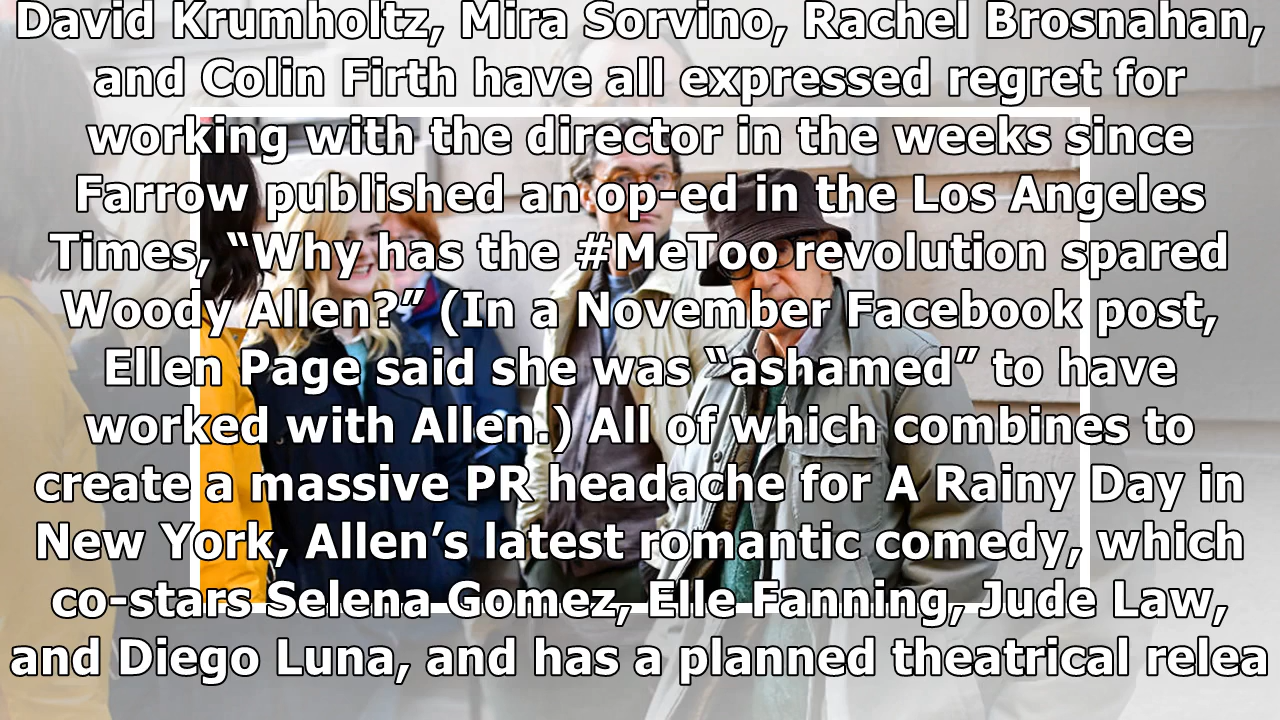 David Krumholtz, Mira Sorvino, Rachel Brosnahan,
and Colin Firth have all expressed regret for
working with the director in the weeks since
Farrow published an op-ed in the Los Angeles
Times, “Why has the #MeToo revolution spared
Woody Allen?” (In a November Facebook post,
Ellen Page said she was “ashamed” to have
worked with Allen.) All of which combines to
create a massive PR headache for A Rainy Day in
New York, Allen’s latest romantic comedy, which
co-stars Selena Gomez, Elle Fanning, Jude Law,
and Diego Luna, and has a planned theatrical relea